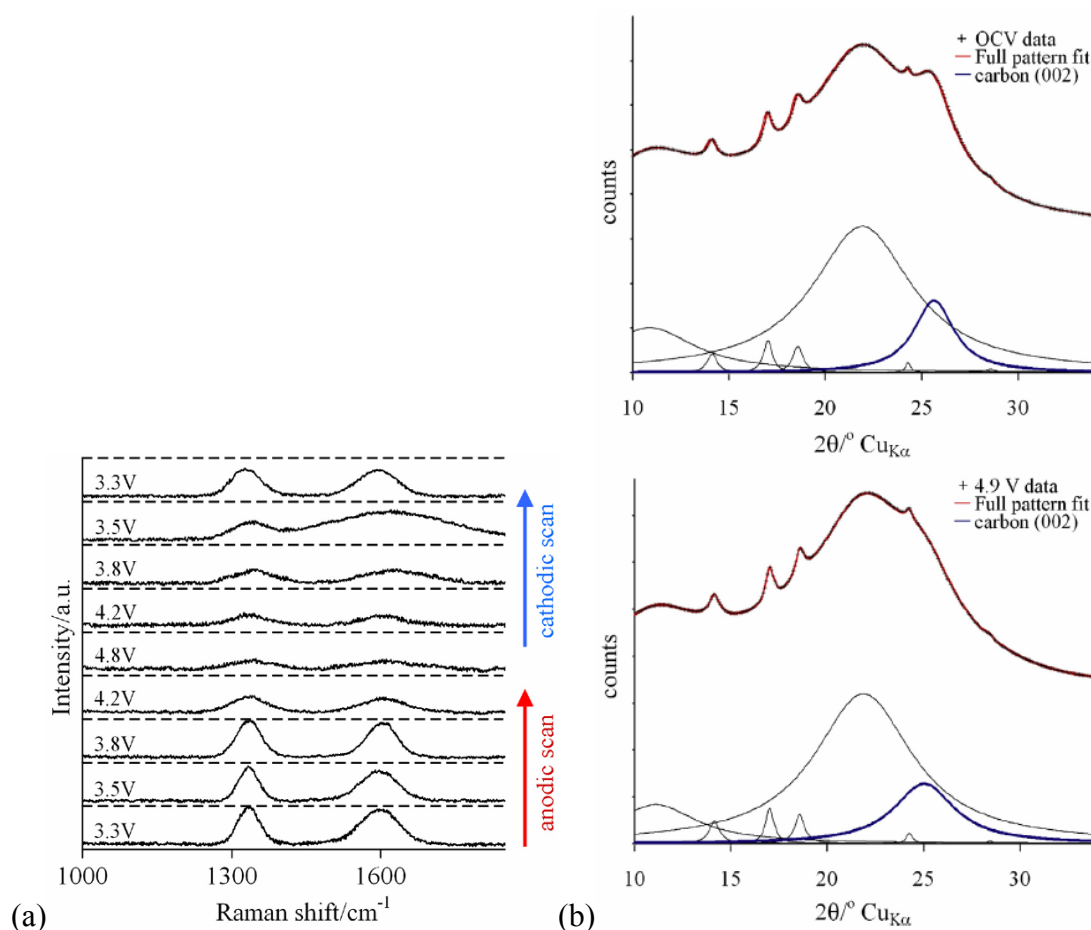 3.3V
3.5V
3.8V
4.2V
4.8V
4.2V
3.8V
3.5V
3.3V
Intensity/a.u.
cathodic scan
anodic scan
1000 1300 1600
Raman shift/cm⁻¹
(a)
+ OCV data
Full pattern fit
carbon (002)
counts
10 15 20 25 30
2θ/° CuKα
+ 4.9 V data
Full pattern fit
carbon (002)
counts
10 15 20 25 30
2θ/° CuKα
(b)